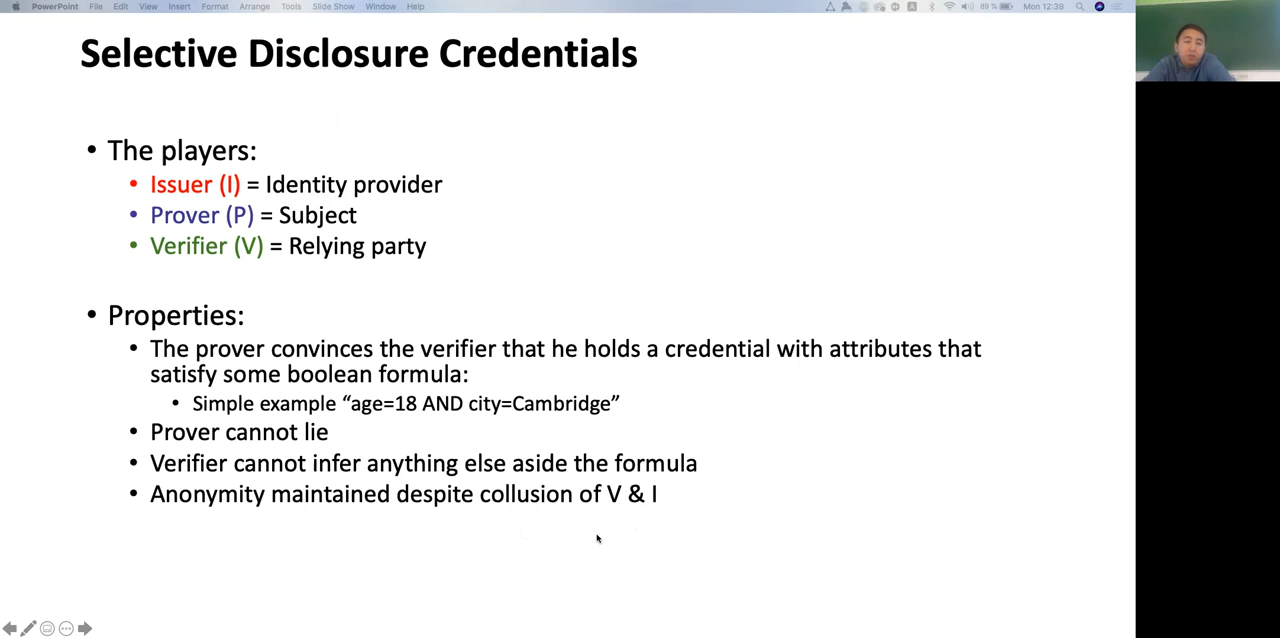 PowerPoint File Edit View Insert Format Arrange Tools Slide Show Window Help 89 % Mon 12:39
Selective Disclosure Credentials
• The players:
• Issuer (I) = Identity provider
• Prover (P) = Subject
• Verifier (V) = Relying party
• Properties:
• The prover convinces the verifier that he holds a credential with attributes that
satisfy some boolean formula:
• Simple example “age=18 AND city=Cambridge”
• Prover cannot lie
• Verifier cannot infer anything else aside the formula
• Anonymity maintained despite collusion of V & I